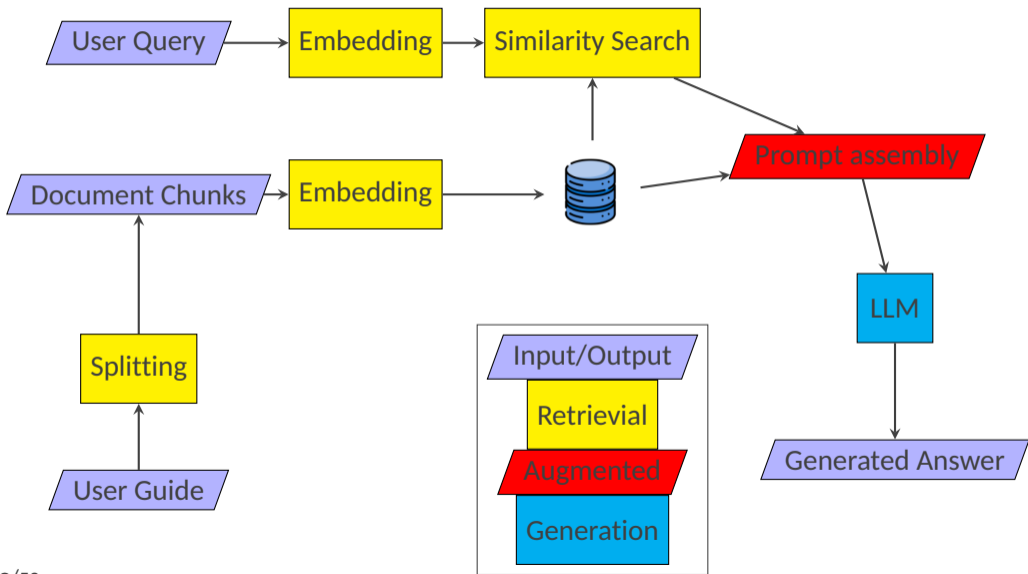 User Query
Embedding
Similarity Search
Prompt assembly
Document Chunks
Embedding
LLM
Splitting
Input/Output
Retrievial
Augmented
Generation
User Guide
Generated Answer